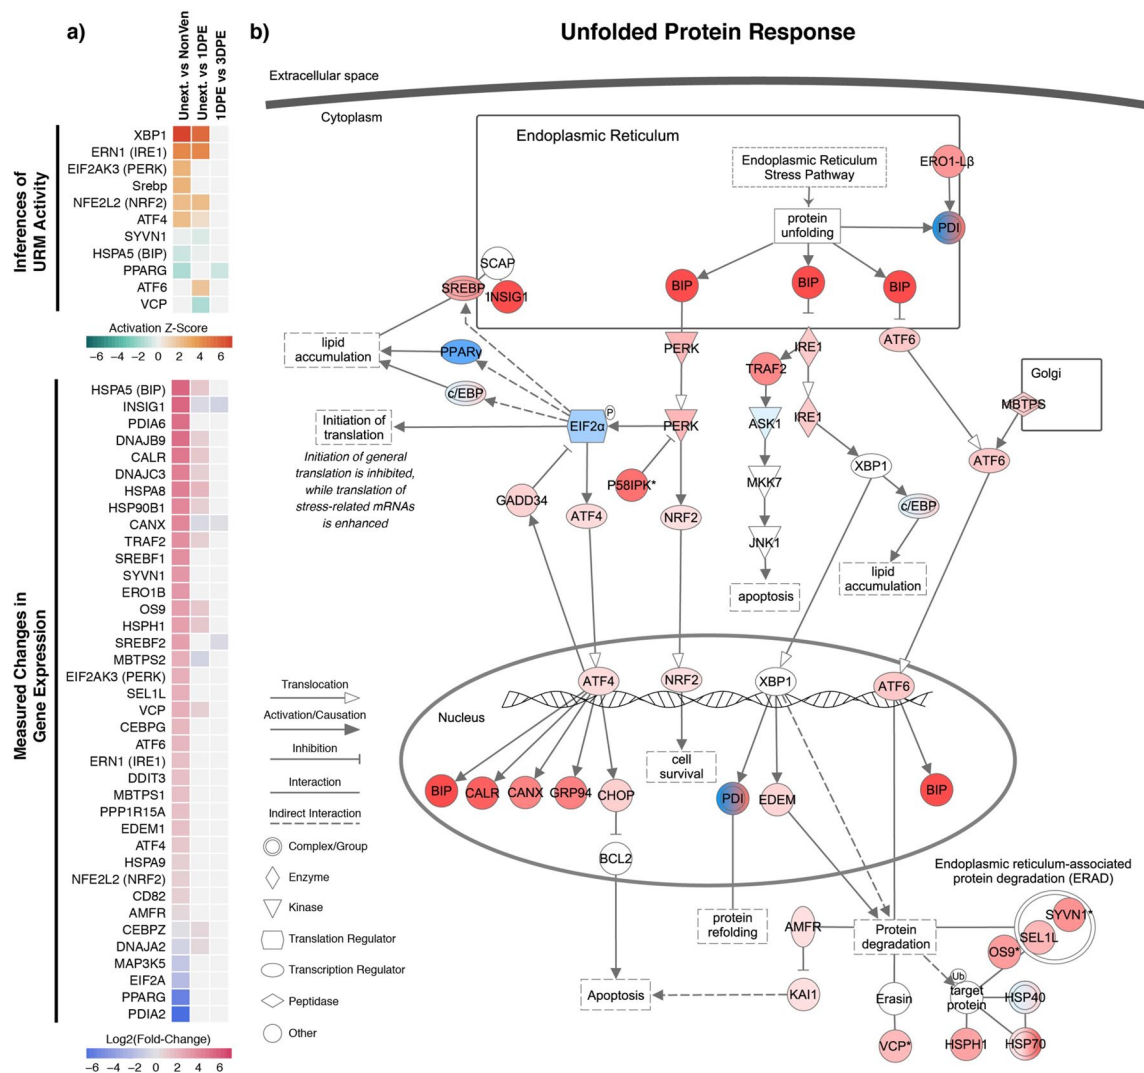 a)
Unext. vs NonVen
Unext. vs 1DPE
1DPE vs 3DPE
Inferences of
URM Activity
XBP1
ERN1 (IRE1)
EIF2AK3 (PERK)
Srebp
NFE2L2 (NRF2)
ATF4
SYVN1
HSPA5 (BIP)
PPARG
ATF6
VCP
Activation Z-Score
−6 −4 −2 0 2 4 6
Measured Changes in
Gene Expression
HSPA5 (BIP)
INSIG1
PDIA6
DNAJB9
CALR
DNAJC3
HSPA8
HSP90B1
CANX
TRAF2
SREBF1
SYVN1
ERO1B
OS9
HSPH1
SREBF2
MBTPS2
EIF2AK3 (PERK)
SEL1L
VCP
CEBPG
ATF6
ERN1 (IRE1)
DDIT3
MBTPS1
PPP1R15A
EDEM1
ATF4
HSPA9
NFE2L2 (NRF2)
CD82
AMFR
CEBPZ
DNAJA2
MAP3K5
EIF2A
PPARG
PDIA2
Log2(Fold-Change)
−6 −4 −2 0 2 4 6
b)
Unfolded Protein Response
Extracellular space
Cytoplasm
Endoplasmic Reticulum
Endoplasmic Reticulum
Stress Pathway
ERO1-Lβ
protein
unfolding
PDI
SCAP
SREBP
INSIG1
BIP
BIP
BIP
lipid
accumulation
PPARγ
c/EBP
PERK
IRE1
ATF6
TRAF2
Golgi
MBTPS
Initiation of
translation
Initiation of general
translation is inhibited,
while translation of
stress-related mRNAs
is enhanced
EIF2α
P
PERK
ASK1
IRE1
XBP1
ATF6
P58IPK*
GADD34
ATF4
NRF2
MKK7
c/EBP
JNK1
apoptosis
lipid
accumulation
Nucleus
ATF4
NRF2
XBP1
ATF6
cell
survival
BIP
CALR
CANX
GRP94
CHOP
PDI
EDEM
BIP
BCL2
Translocation
Activation/Causation
Inhibition
Interaction
Indirect Interaction
Complex/Group
Enzyme
Kinase
Translation Regulator
Transcription Regulator
Peptidase
Other
Endoplasmic reticulum-associated
protein degradation (ERAD)
protein
refolding
AMFR
Protein
degradation
SYVN1*
SEL1L
OS9*
Apoptosis
KAI1
Erasin
Ub
target
protein
HSP40
VCP*
HSPH1
HSP70